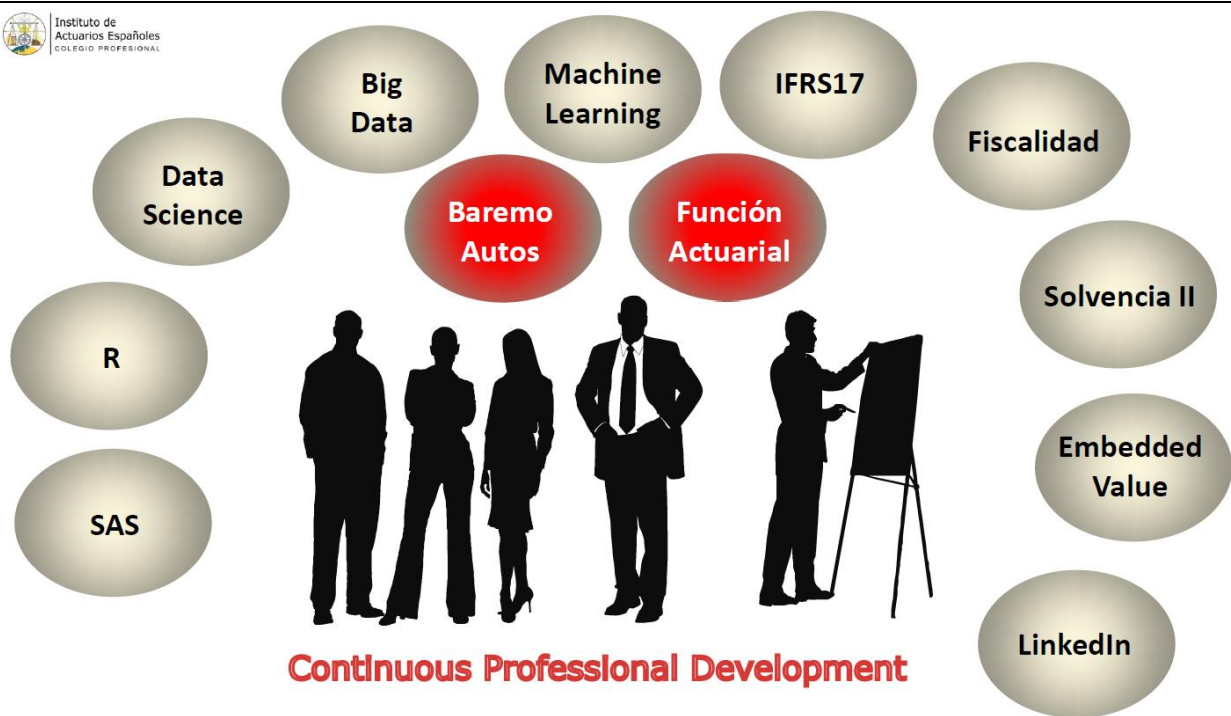 Instituto de
Actuarios Españoles
COLEGIO PROFESIONAL
Big
Data
Machine
Learning
IFRS17
Fiscalidad
Data
Science
Baremo
Autos
Función
Actuarial
Solvencia II
R
Embedded
Value
SAS
LinkedIn
Continuous Professional Development